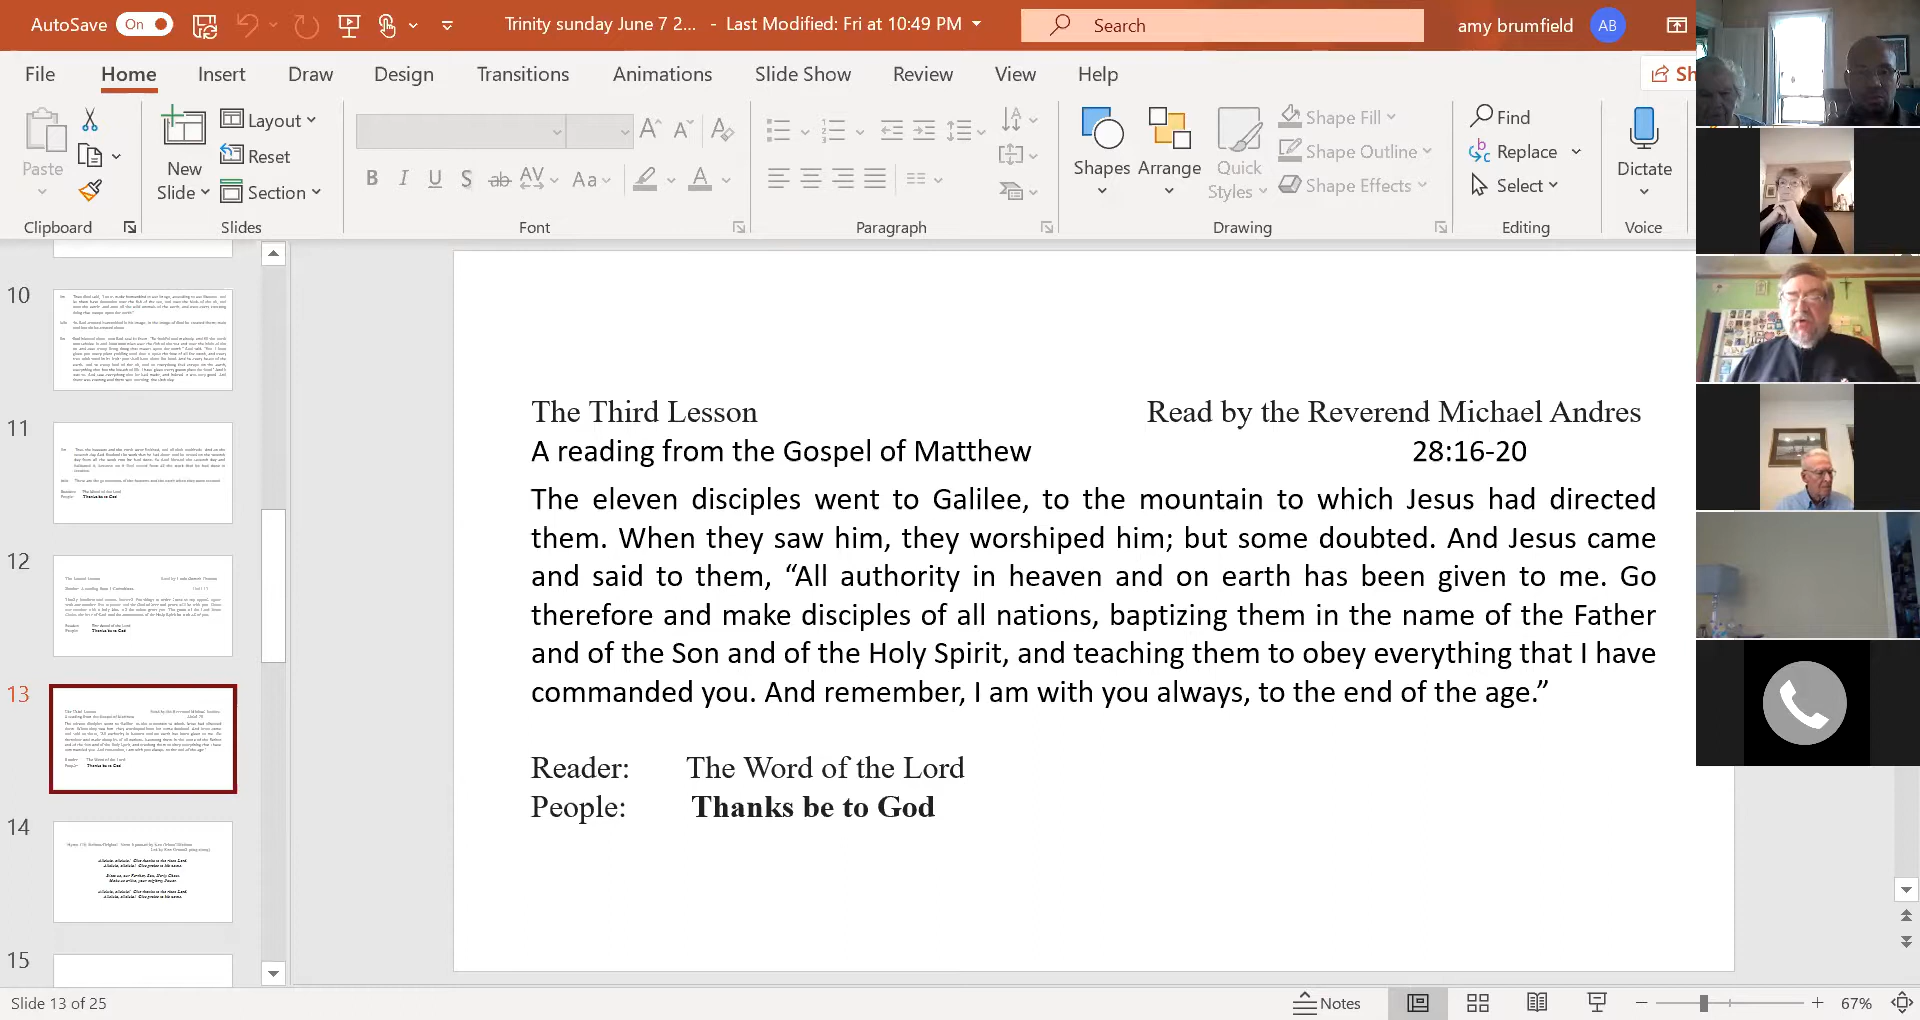 AutoSave On
Trinity sunday June 7 2... - Last Modified: Fri at 10:49 PM
Search
amy brumfield AB
File Home Insert Draw Design Transitions Animations Slide Show Review View Help Sh
Paste
New
Slide
Layout
Reset
Section
B I U S ab AV Aa A
Shapes Arrange Quick
Styles
Shape Fill
Shape Outline
Shape Effects
Find
Replace
Select
Dictate
Clipboard Slides Font Paragraph Drawing Editing Voice
10
11
12
13
14
15
The Third Lesson Read by the Reverend Michael Andres
A reading from the Gospel of Matthew 28:16-20
The eleven disciples went to Galilee, to the mountain to which Jesus had directed
them. When they saw him, they worshiped him; but some doubted. And Jesus came
and said to them, “All authority in heaven and on earth has been given to me. Go
therefore and make disciples of all nations, baptizing them in the name of the Father
and of the Son and of the Holy Spirit, and teaching them to obey everything that I have
commanded you. And remember, I am with you always, to the end of the age.”
Reader: The Word of the Lord
People: Thanks be to God
Slide 13 of 25
Notes
67%